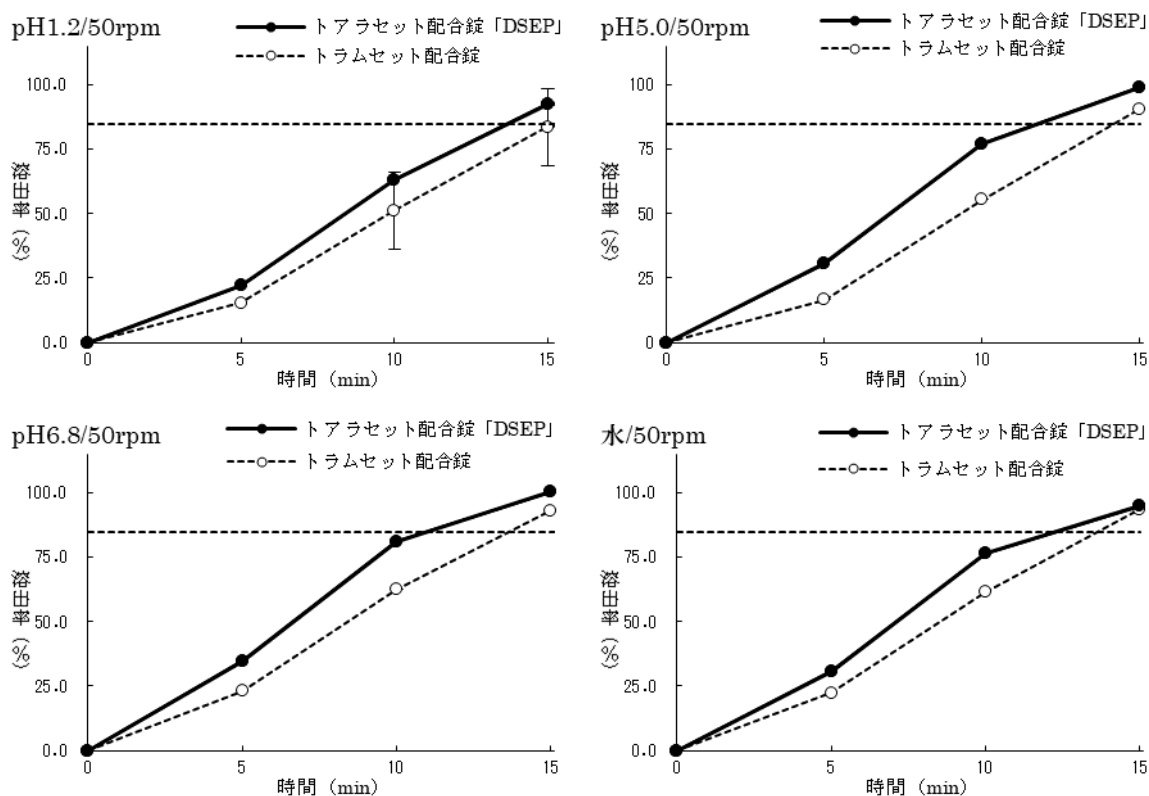 pH1.2/50rpm
トアラセット配合錠「DSEP」
トラムセット配合錠
100.0
75.0
50.0
25.0
0.0
溶出率 (%)
0 5 10 15
時間 (min)
pH5.0/50rpm
トアラセット配合錠「DSEP」
トラムセット配合錠
100.0
75.0
50.0
25.0
0.0
溶出率 (%)
0 5 10 15
時間 (min)
pH6.8/50rpm
トアラセット配合錠「DSEP」
トラムセット配合錠
100.0
75.0
50.0
25.0
0.0
溶出率 (%)
0 5 10 15
時間 (min)
水/50rpm
トアラセット配合錠「DSEP」
トラムセット配合錠
100.0
75.0
50.0
25.0
0.0
溶出率 (%)
0 5 10 15
時間 (min)